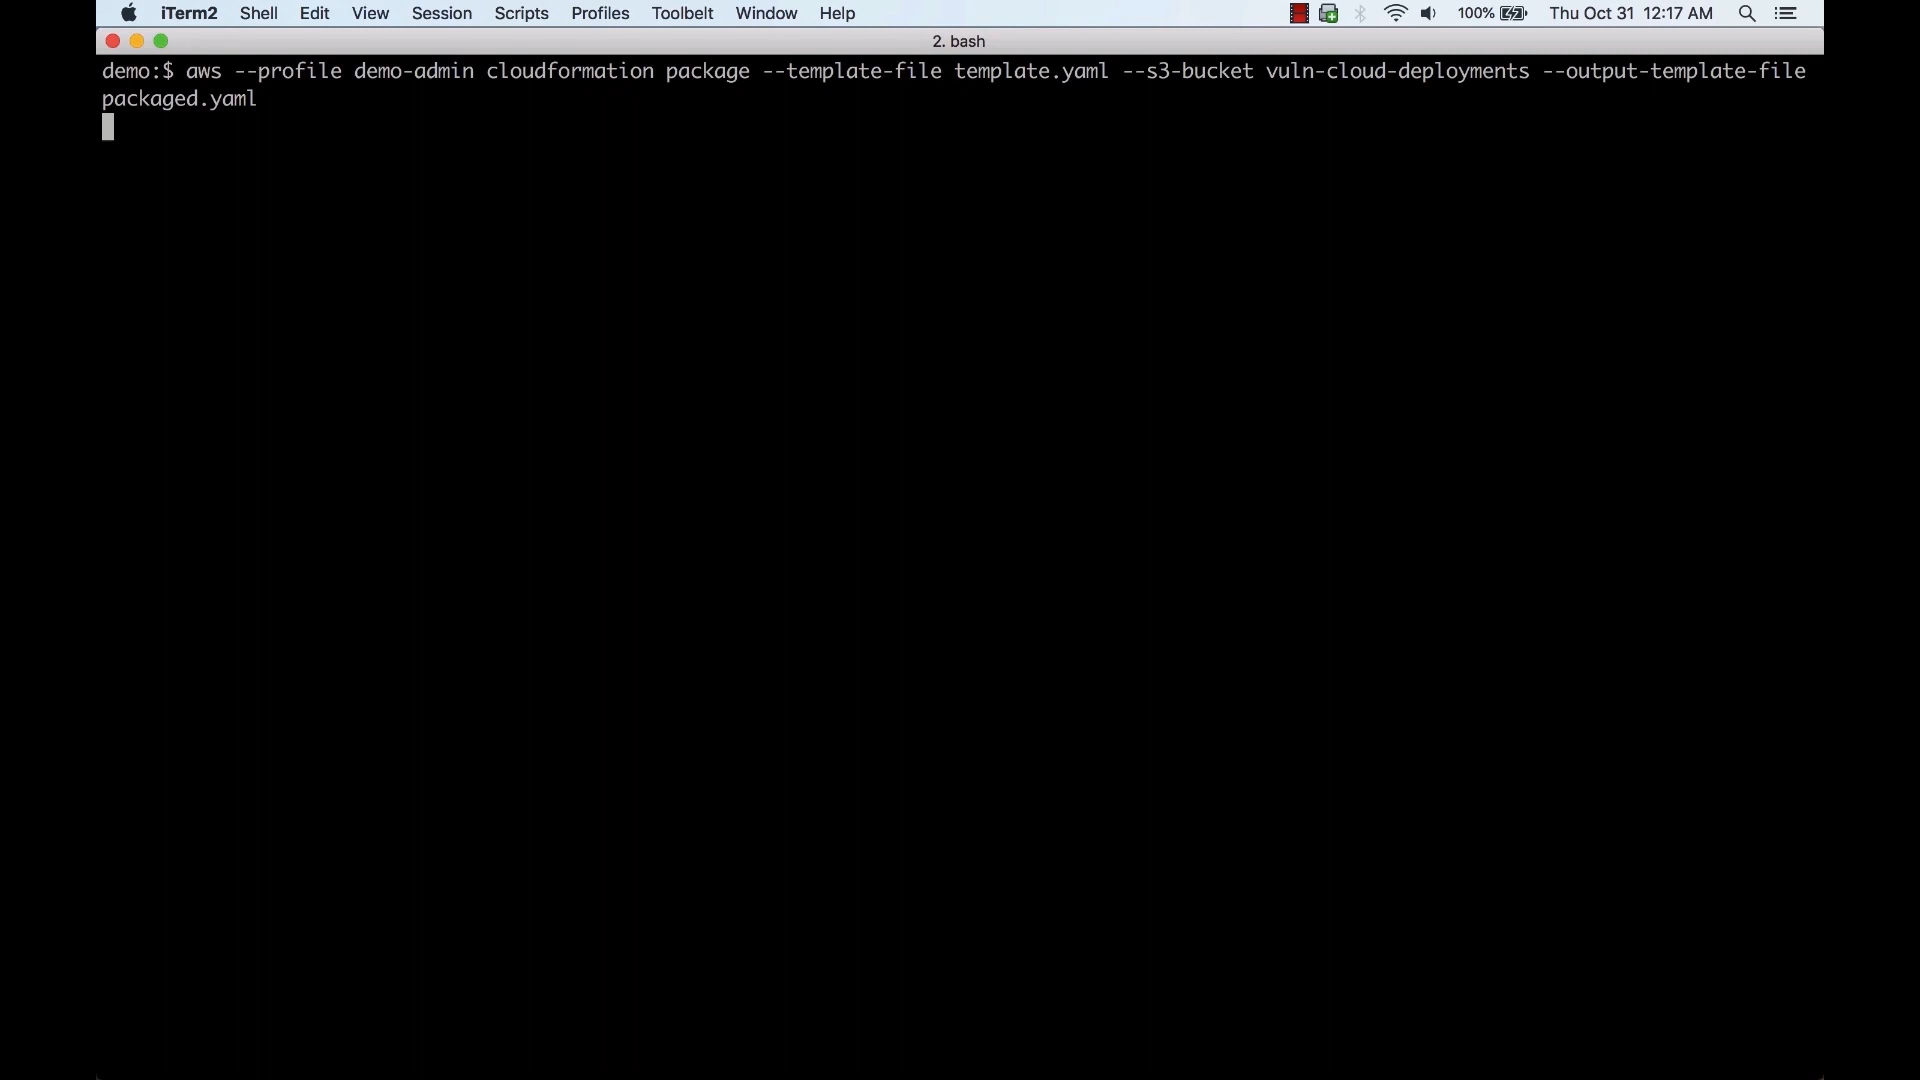 iTerm2 Shell Edit View Session Scripts Profiles Toolbelt Window Help 100% Thu Oct 31 12:17 AM
2. bash
demo:$ aws --profile demo-admin cloudformation package --template-file template.yaml --s3-bucket vuln-cloud-deployments --output-template-file
packaged.yaml